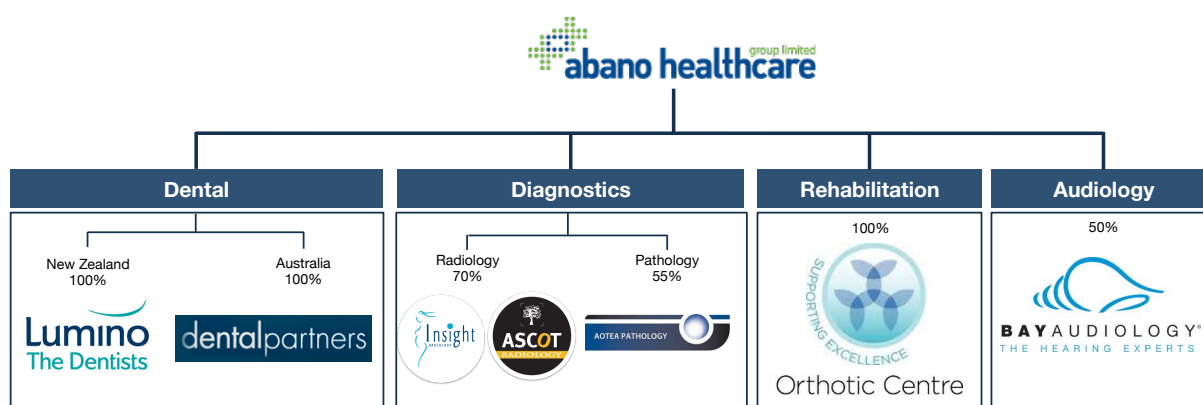 group limited
abano healthcare
Dental
Diagnostics
Rehabilitation
Audiology
New Zealand
100%
Australia
100%
Lumino
The Dentists
dentalpartners
Radiology
70%
Pathology
55%
Insight
RADIOLOGY
ASCOT
RADIOLOGY
AOTEA PATHOLOGY
100%
SUPPORTING EXCELLENCE
Orthotic Centre
50%
BAYAUDIOLOGY®
THE HEARING EXPERTS